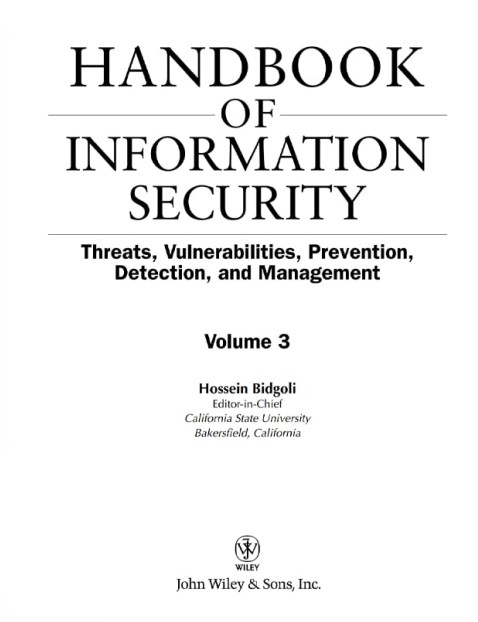 HANDBOOK
OF
INFORMATION
SECURITY
Threats, Vulnerabilities, Prevention,
Detection, and Management
Volume 3
Hossein Bidgoli
Editor-in-Chief
California State University
Bakersfield, California
WILEY
John Wiley & Sons, Inc.